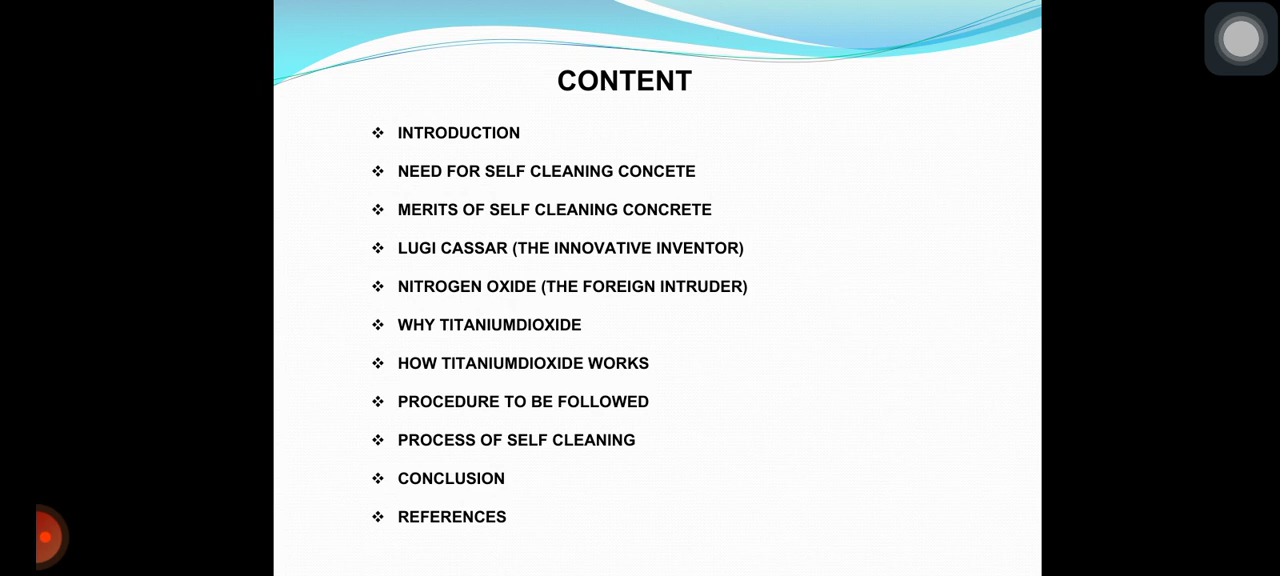 CONTENT
❖ INTRODUCTION
❖ NEED FOR SELF CLEANING CONCETE
❖ MERITS OF SELF CLEANING CONCRETE
❖ LUGI CASSAR (THE INNOVATIVE INVENTOR)
❖ NITROGEN OXIDE (THE FOREIGN INTRUDER)
❖ WHY TITANIUMDIOXIDE
❖ HOW TITANIUMDIOXIDE WORKS
❖ PROCEDURE TO BE FOLLOWED
❖ PROCESS OF SELF CLEANING
❖ CONCLUSION
❖ REFERENCES